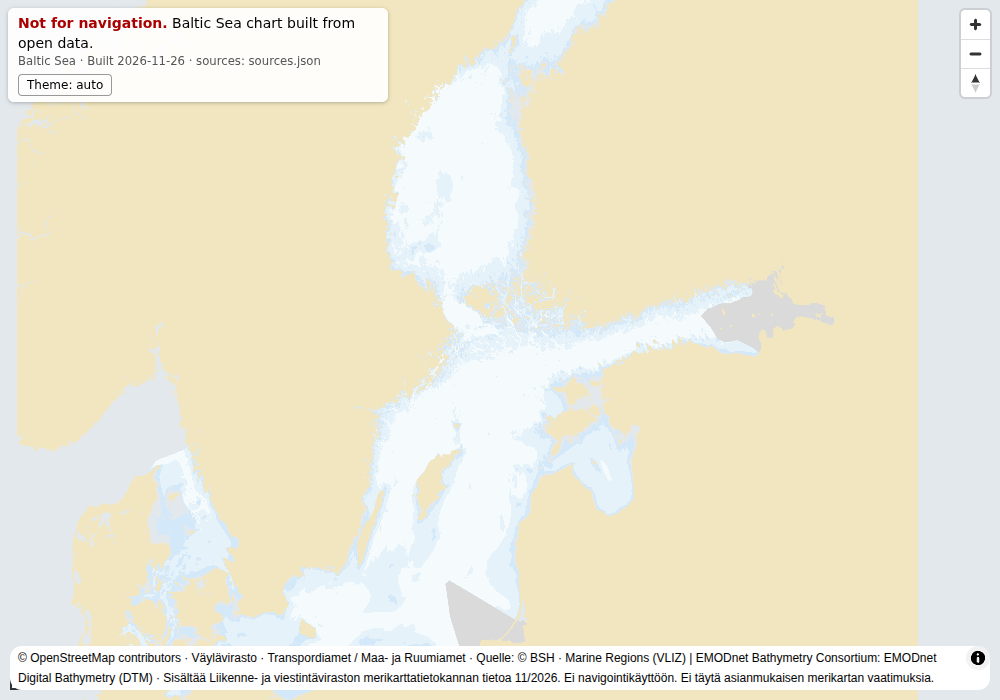 Not for navigation. Baltic Sea chart built from
open data.
Baltic Sea · Built 2026-11-26 · sources: sources.json
Theme: auto
© OpenStreetMap contributors · Väylävirasto · Transpordiamet / Maa- ja Ruumiamet · Quelle: © BSH · Marine Regions (VLIZ) | EMODnet Bathymetry Consortium: EMODnet
Digital Bathymetry (DTM) · Sisältää Liikenne- ja viestintäviraston merikarttatietokannan tietoa 11/2026. Ei navigointikäyttöön. Ei täytä asianmukaisen merikartan vaatimuksia.